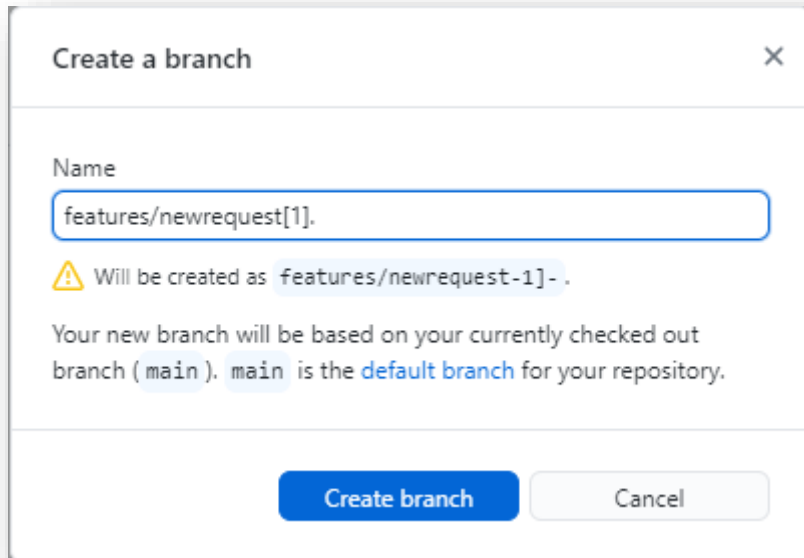 Create a branch
Name
features/newrequest[1].
Will be created as features/newrequest-1]-.
Your new branch will be based on your currently checked out
branch (main). main is the default branch for your repository.
Create branch
Cancel